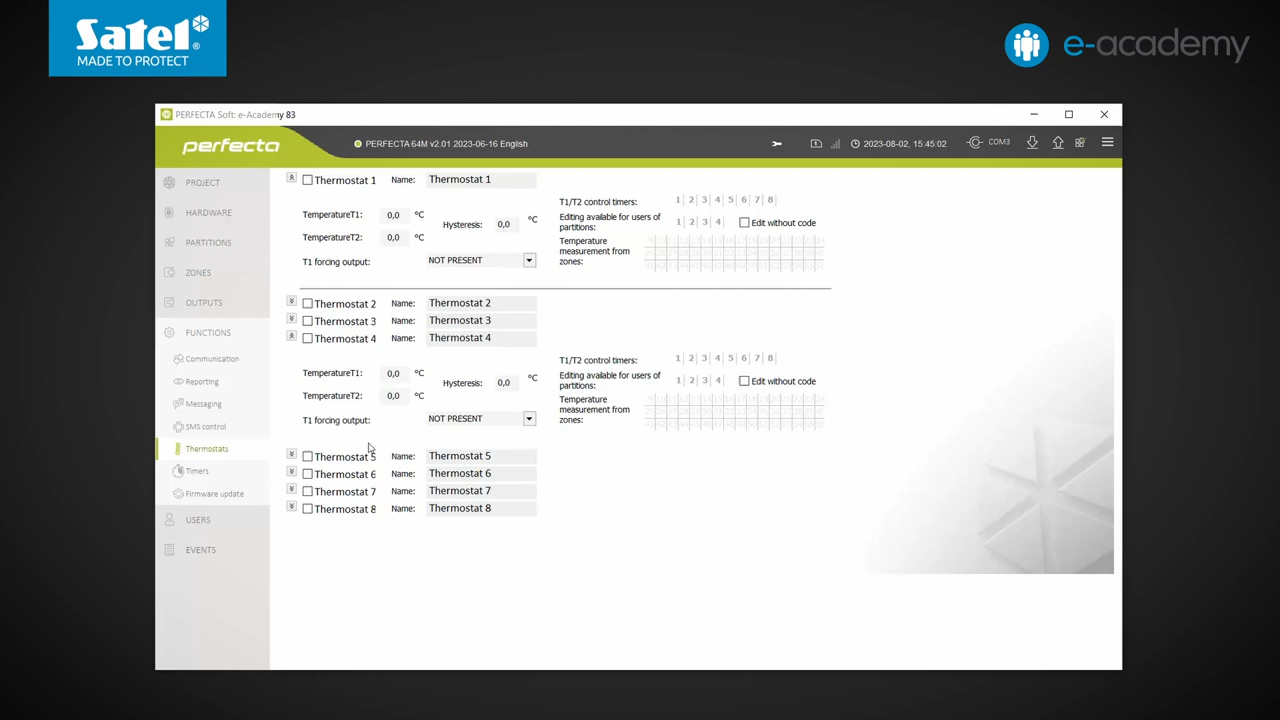 Satel®
MADE TO PROTECT
e-academy
PERFECTA Soft: e-Academy 83
perfecta
PERFECTA 64M v2.01 2023-06-16 English
2023-08-02, 15:45:02
COM3
PROJECT
HARDWARE
PARTITIONS
ZONES
OUTPUTS
FUNCTIONS
Communication
Reporting
Messaging
SMS control
Thermostats
Timers
Firmware update
USERS
EVENTS
Thermostat 1 Name: Thermostat 1
TemperatureT1: 0,0 °C
TemperatureT2: 0,0 °C
Hysteresis: 0,0 °C
T1 forcing output: NOT PRESENT
T1/T2 control timers: 1 2 3 4 5 6 7 8
Editing available for users of
partitions: 1 2 3 4 Edit without code
Temperature
measurement from
zones:
Thermostat 2 Name: Thermostat 2
Thermostat 3 Name: Thermostat 3
Thermostat 4 Name: Thermostat 4
TemperatureT1: 0,0 °C
TemperatureT2: 0,0 °C
Hysteresis: 0,0 °C
T1 forcing output: NOT PRESENT
T1/T2 control timers: 1 2 3 4 5 6 7 8
Editing available for users of
partitions: 1 2 3 4 Edit without code
Temperature
measurement from
zones:
Thermostat 5 Name: Thermostat 5
Thermostat 6 Name: Thermostat 6
Thermostat 7 Name: Thermostat 7
Thermostat 8 Name: Thermostat 8